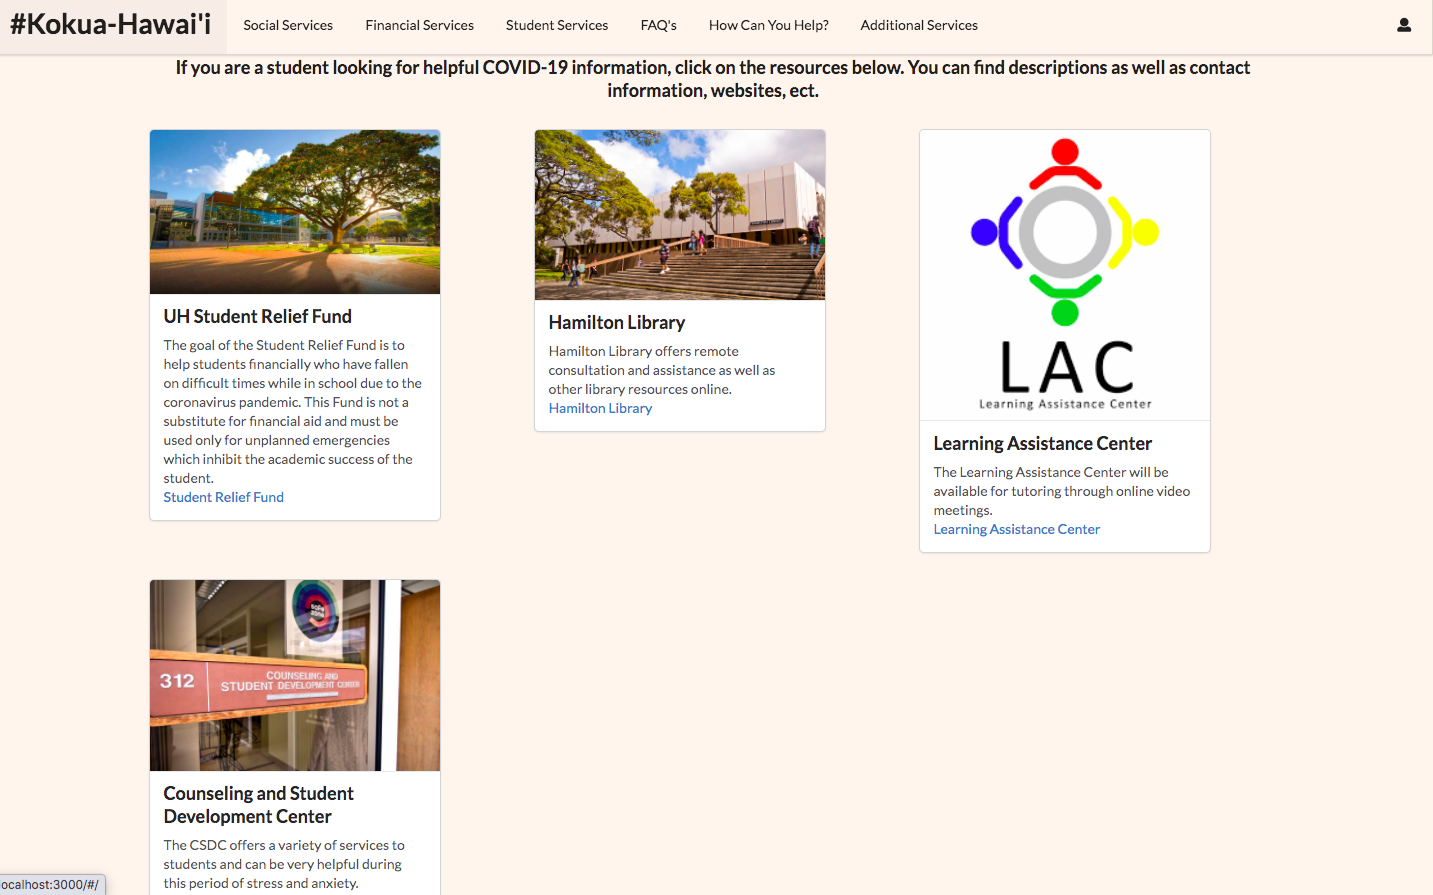 #Kokua-Hawai'i
Social Services
Financial Services
Student Services
FAQ's
How Can You Help?
Additional Services
If you are a student looking for helpful COVID-19 information, click on the resources below. You can find descriptions as well as contact
information, websites, ect.
UH Student Relief Fund
The goal of the Student Relief Fund is to
help students financially who have fallen
on difficult times while in school due to the
coronavirus pandemic. This Fund is not a
substitute for financial aid and must be
used only for unplanned emergencies
which inhibit the academic success of the
student.
Student Relief Fund
HAMILTON LIBRARY
Hamilton Library
Hamilton Library offers remote
consultation and assistance as well as
other library resources online.
Hamilton Library
LAC
Learning Assistance Center
Learning Assistance Center
The Learning Assistance Center will be
available for tutoring through online video
meetings.
Learning Assistance Center
safe
zone
312
COUNSELING AND
STUDENT DEVELOPMENT CENTER
Counseling and Student
Development Center
The CSDC offers a variety of services to
students and can be very helpful during
this period of stress and anxiety.
ocalhost:3000/#/